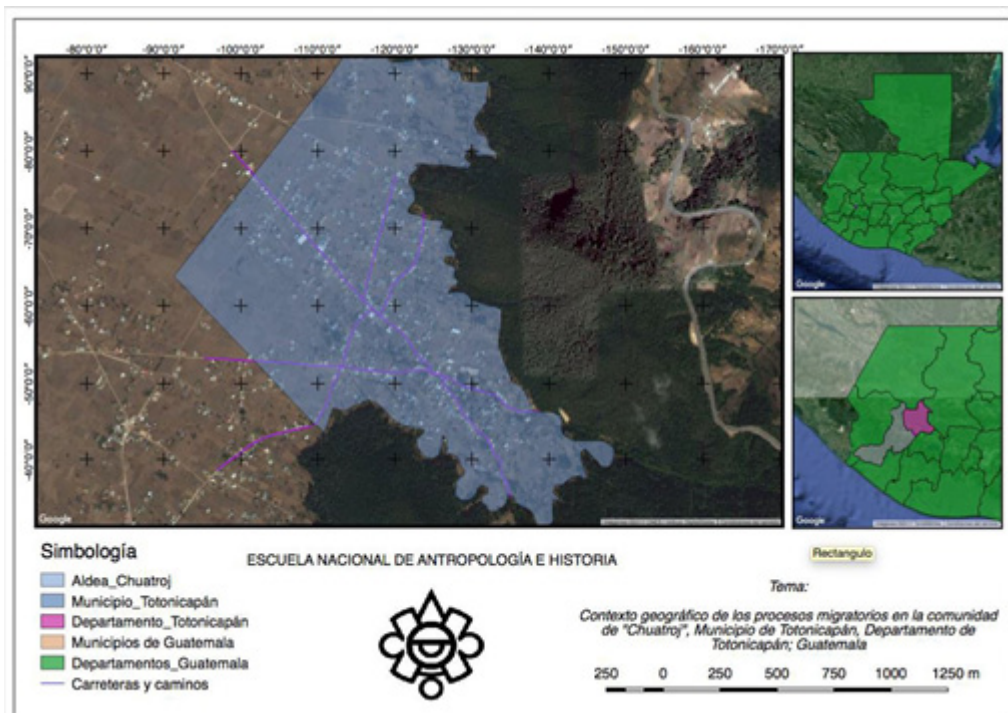 -80°0'0" -90°0'0" -100°0'0" -110°0'0" -120°0'0" -130°0'0" -140°0'0" -150°0'0" -160°0'0" -170°0'0"
-90°0'0"
-80°0'0"
-70°0'0"
-60°0'0"
-50°0'0"
-40°0'0"
Google
Google
Google
Simbología
Aldea_Chuatroj
Municipio_Totonicapán
Departamento_Totonicapán
Municipios de Guatemala
Departamentos_Guatemala
Carreteras y caminos
ESCUELA NACIONAL DE ANTROPOLOGÍA E HISTORIA
Rectangulo
Tema:
Contexto geográfico de los procesos migratorios en la comunidad
de "Chuatroj", Municipio de Totonicapán, Departamento de
Totonicapán; Guatemala
250 0 250 500 750 1000 1250 m